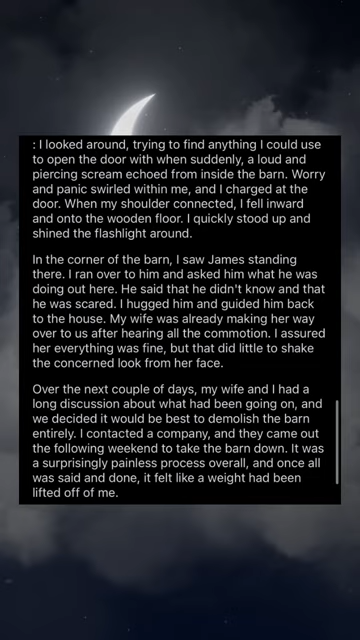 : I looked around, trying to find anything I could use
to open the door with when suddenly, a loud and
piercing scream echoed from inside the barn. Worry
and panic swirled within me, and I charged at the
door. When my shoulder connected, I fell inward
and onto the wooden floor. I quickly stood up and
shined the flashlight around.
In the corner of the barn, I saw James standing
there. I ran over to him and asked him what he was
doing out here. He said that he didn't know and that
he was scared. I hugged him and guided him back
to the house. My wife was already making her way
over to us after hearing all the commotion. I assured
her everything was fine, but that did little to shake
the concerned look from her face.
Over the next couple of days, my wife and I had a
long discussion about what had been going on, and
we decided it would be best to demolish the barn
entirely. I contacted a company, and they came out
the following weekend to take the barn down. It was
a surprisingly painless process overall, and once all
was said and done, it felt like a weight had been
lifted off of me.